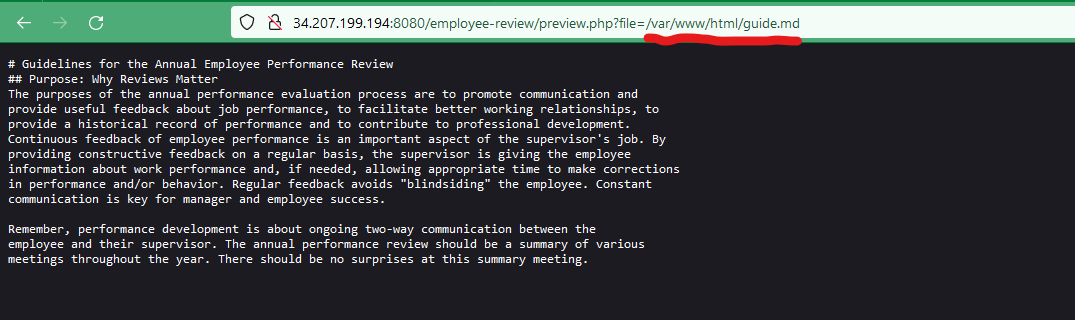 34.207.199.194:8080/employee-review/preview.php?file=/var/www/html/guide.md
# Guidelines for the Annual Employee Performance Review
## Purpose: Why Reviews Matter
The purposes of the annual performance evaluation process are to promote communication and
provide useful feedback about job performance, to facilitate better working relationships, to
provide a historical record of performance and to contribute to professional development.
Continuous feedback of employee performance is an important aspect of the supervisor's job. By
providing constructive feedback on a regular basis, the supervisor is giving the employee
information about work performance and, if needed, allowing appropriate time to make corrections
in performance and/or behavior. Regular feedback avoids "blindsiding" the employee. Constant
communication is key for manager and employee success.
Remember, performance development is about ongoing two-way communication between the
employee and their supervisor. The annual performance review should be a summary of various
meetings throughout the year. There should be no surprises at this summary meeting.